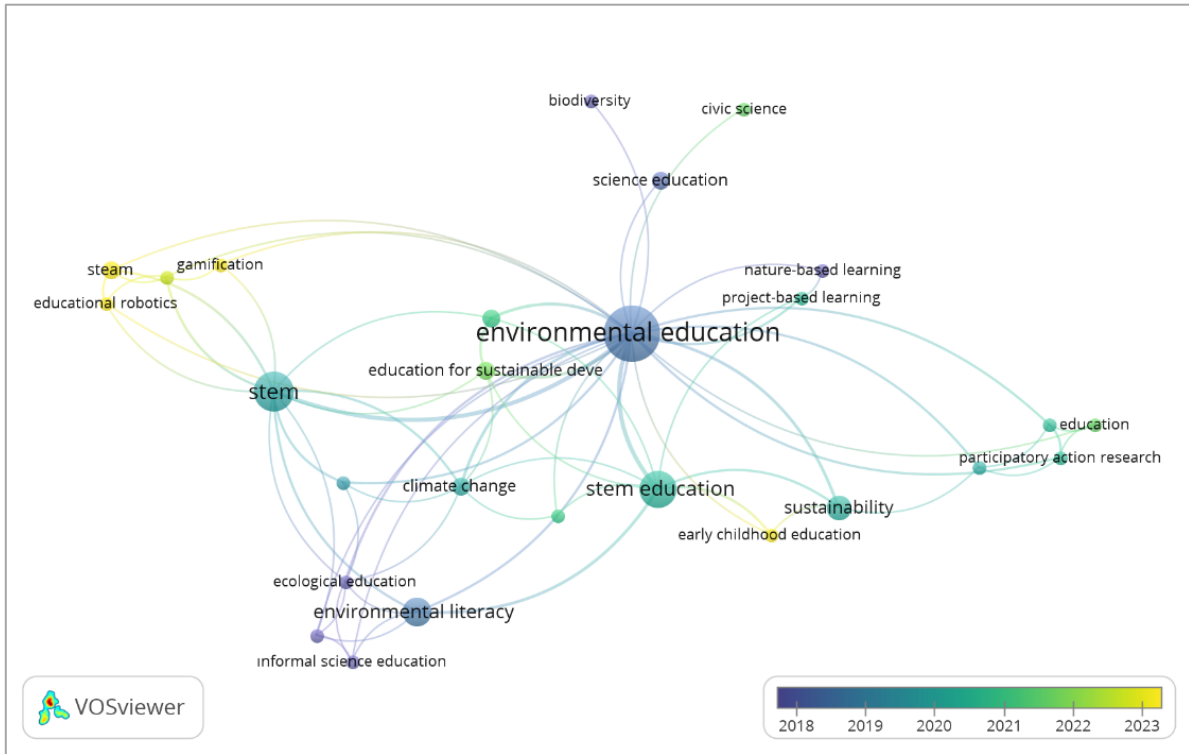 biodiversity
civic science
science education
steam
gamification
nature-based learning
educational robotics
project-based learning
environmental education
education for sustainable deve
stem
education
participatory action research
climate change
stem education
sustainability
early childhood education
ecological education
environmental literacy
informal science education
VOSviewer
2018 2019 2020 2021 2022 2023